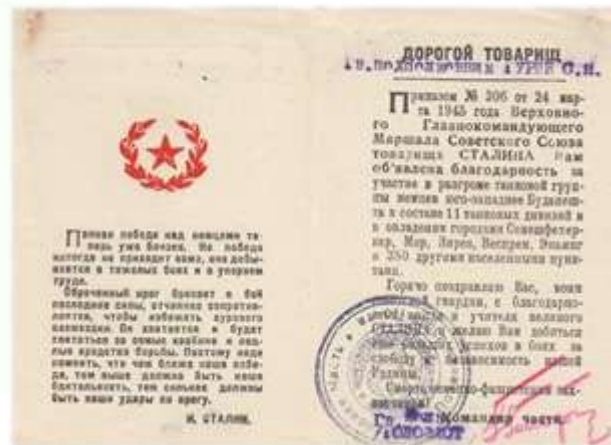 Полная победа над немцами те-
перь уже близка. Но победа
никогда не приходит сама, она добы-
вается в тяжелых боях и в упорном
труде.
Обреченный враг бросает в бой
последние силы, отчаянно сопротив-
ляется, чтобы избежать сурового
возмездия. Он хватается и будет
хвататься за самые крайние и под-
лые средства борьбы. Поэтому надо
помнить, что чем ближе наша побе-
да, тем выше должна быть наша
бдительность, тем сильнее должны
быть наши удары по врагу.
И. СТАЛИН.
ДОРОГОЙ ТОВАРИЩ
С.И.
Приказом № 306 от 24 мар-
та 1945 года Верховно-
го Главнокомандующего
Маршала Советского Союза
товарища СТАЛИНА Вам
об'явлена благодарность за
участие в разгроме танковой груп-
пы немцев юго-западнее Будапеш-
та в составе 11 танковых дивизий и
в овладении городами Секешфехер-
вар, Мор, Зирез, Веспрем, Эньинг
и 350 другими населенными пунк-
тами.
Горячо поздравляю Вас, воин
гвардии, с благодарно-
и учителя великого
СТАЛИНА и желаю Вам добиться
успехов в боях за
свободу и независимость нашей
Родины.
Смерть немецко-фашистским зах-
Командир части